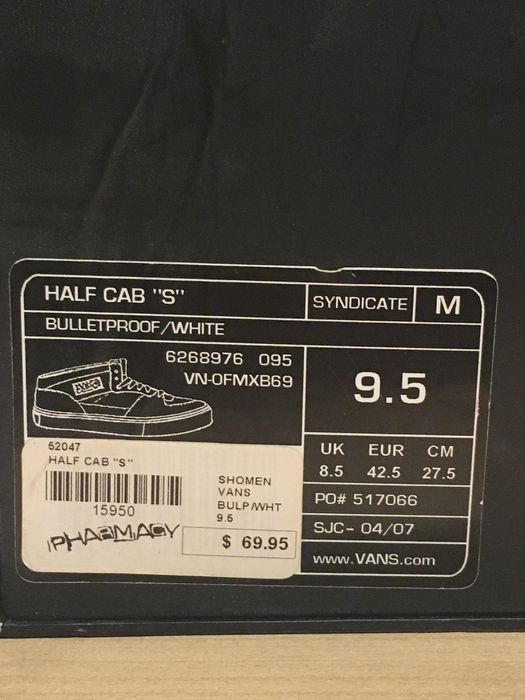 HALF CAB "S"
SYNDICATE
M
BULLETPROOF/WHITE
6268976 095
VN-0FMXB69
9.5
UK EUR CM
8.5 42.5 27.5
PO# 517066
SJC- 04/07
www.VANS.com
52047
HALF CAB "S"
15950
PHARMACY
SHOMEN
VANS
BULP/WHT
9.5
$ 69.95